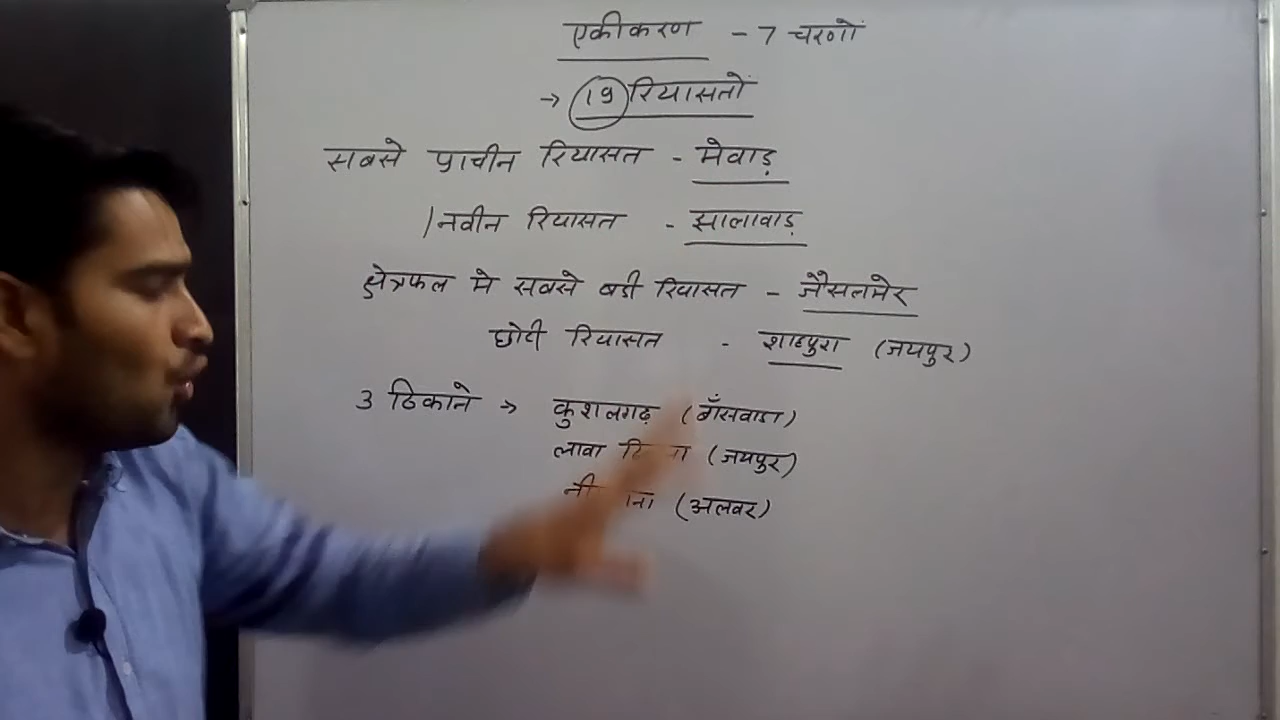 एकीकरण - 7 चरणों
→ 19 रियासतों
सबसे प्राचीन रियासत - मेवाड़
/नवीन रियासत - झालावाड़
क्षेत्रफल मे सबसे बडी रियासत - जैसलमेर
छोटी रियासत - शाहपुरा (जयपुर)
3 ठिकाने → कुशलगढ़ (बाँसवाडा)
लावा (जयपुर)
(अलवर)